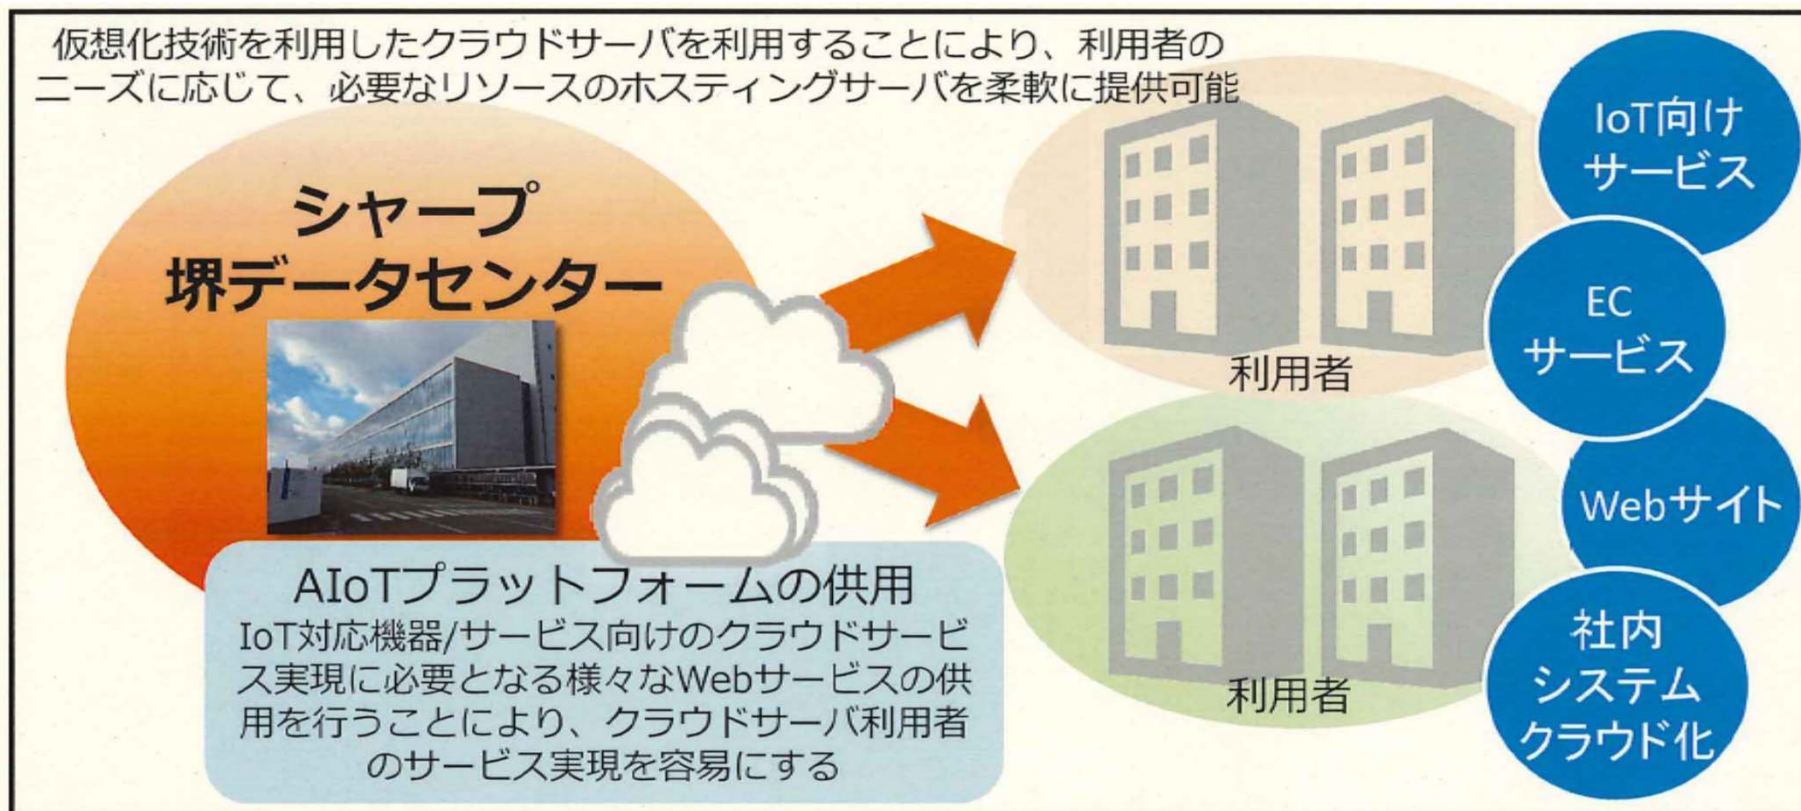 仮想化技術を利用したクラウドサーバを利用することにより、利用者の
ニーズに応じて、必要なリソースのホスティングサーバを柔軟に提供可能
シャープ
堺データセンター
AIoTプラットフォームの供用
IoT対応機器/サービス向けのクラウドサービ
ス実現に必要となる様々なWebサービスの供
用を行うことにより、クラウドサーバ利用者
のサービス実現を容易にする
利用者
利用者
IoT向け
サービス
EC
サービス
Webサイト
社内
システム
クラウド化